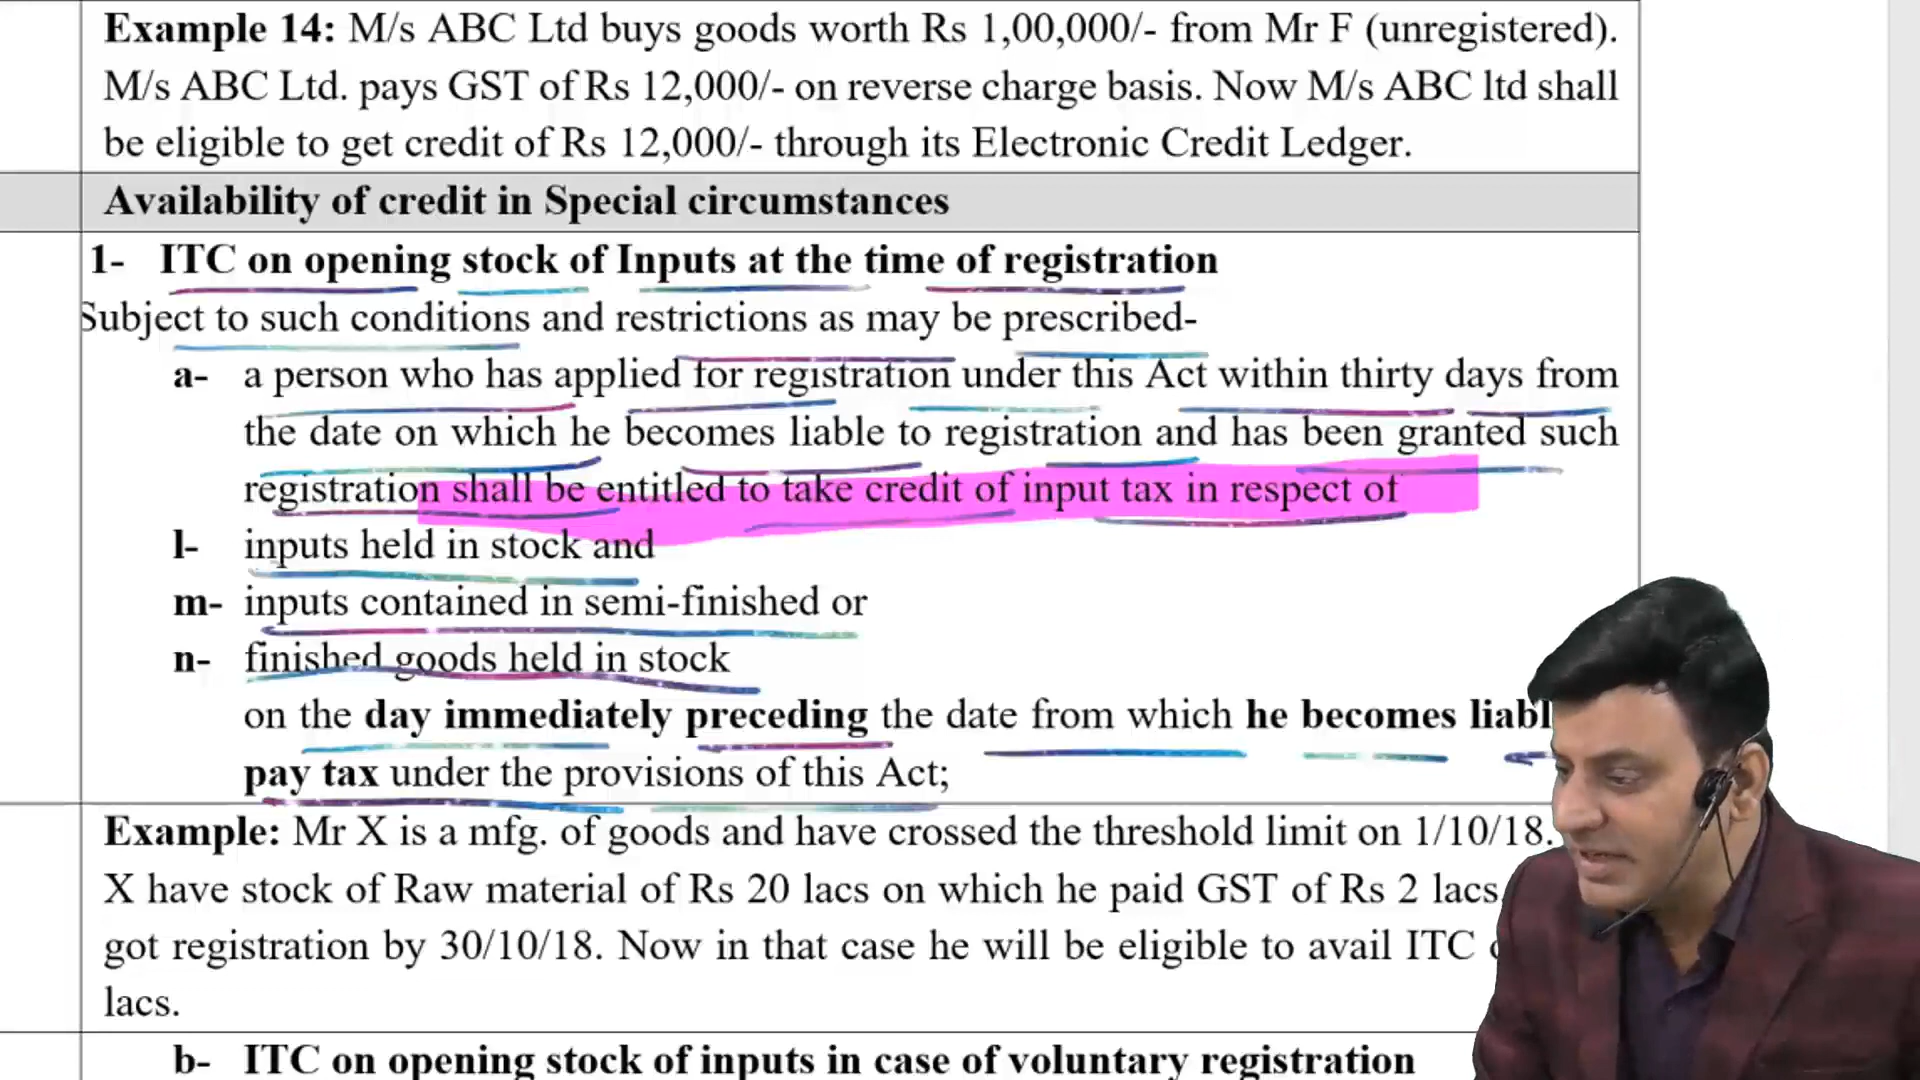 Example 14: M/s ABC Ltd buys goods worth Rs 1,00,000/- from Mr F (unregistered).
M/s ABC Ltd. pays GST of Rs 12,000/- on reverse charge basis. Now M/s ABC ltd shall
be eligible to get credit of Rs 12,000/- through its Electronic Credit Ledger.
Availability of credit in Special circumstances
1- ITC on opening stock of Inputs at the time of registration
Subject to such conditions and restrictions as may be prescribed-
a- a person who has applied for registration under this Act within thirty days from
the date on which he becomes liable to registration and has been granted such
registration shall be entitled to take credit of input tax in respect of
l- inputs held in stock and
m- inputs contained in semi-finished or
n- finished goods held in stock
on the day immediately preceding the date from which he becomes
pay tax under the provisions of this Act;
Example: Mr X is a mfg. of goods and have crossed the threshold limit on 1/10/18.
X have stock of Raw material of Rs 20 lacs on which he paid GST of Rs 2 lacs
got registration by 30/10/18. Now in that case he will be eligible to avail ITC
lacs.
b- ITC on opening stock of inputs in case of voluntary registration